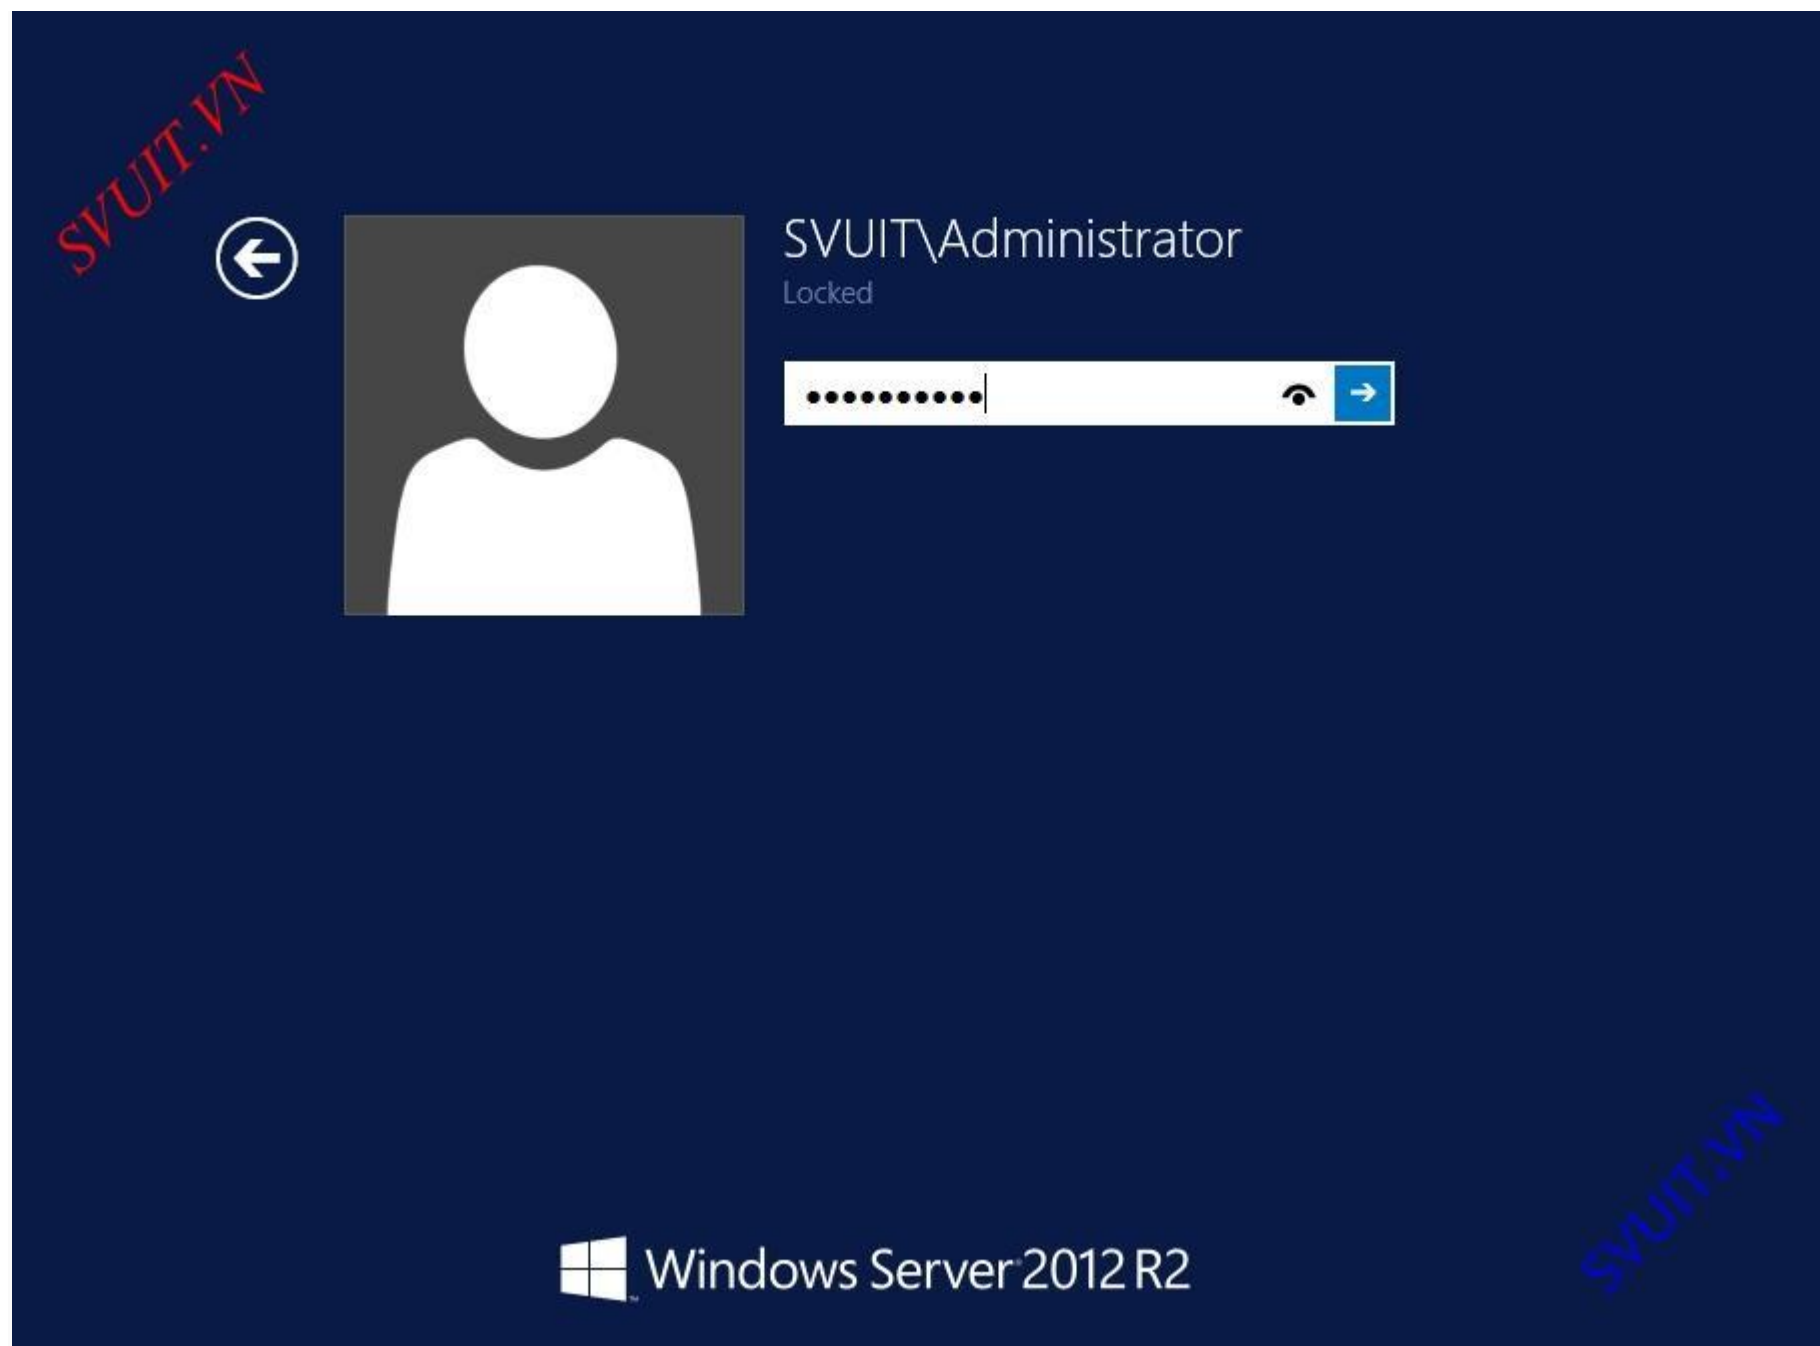 SVUIT.VN
SVUIT\Administrator
Locked
Windows Server 2012 R2
SVUIT.VN